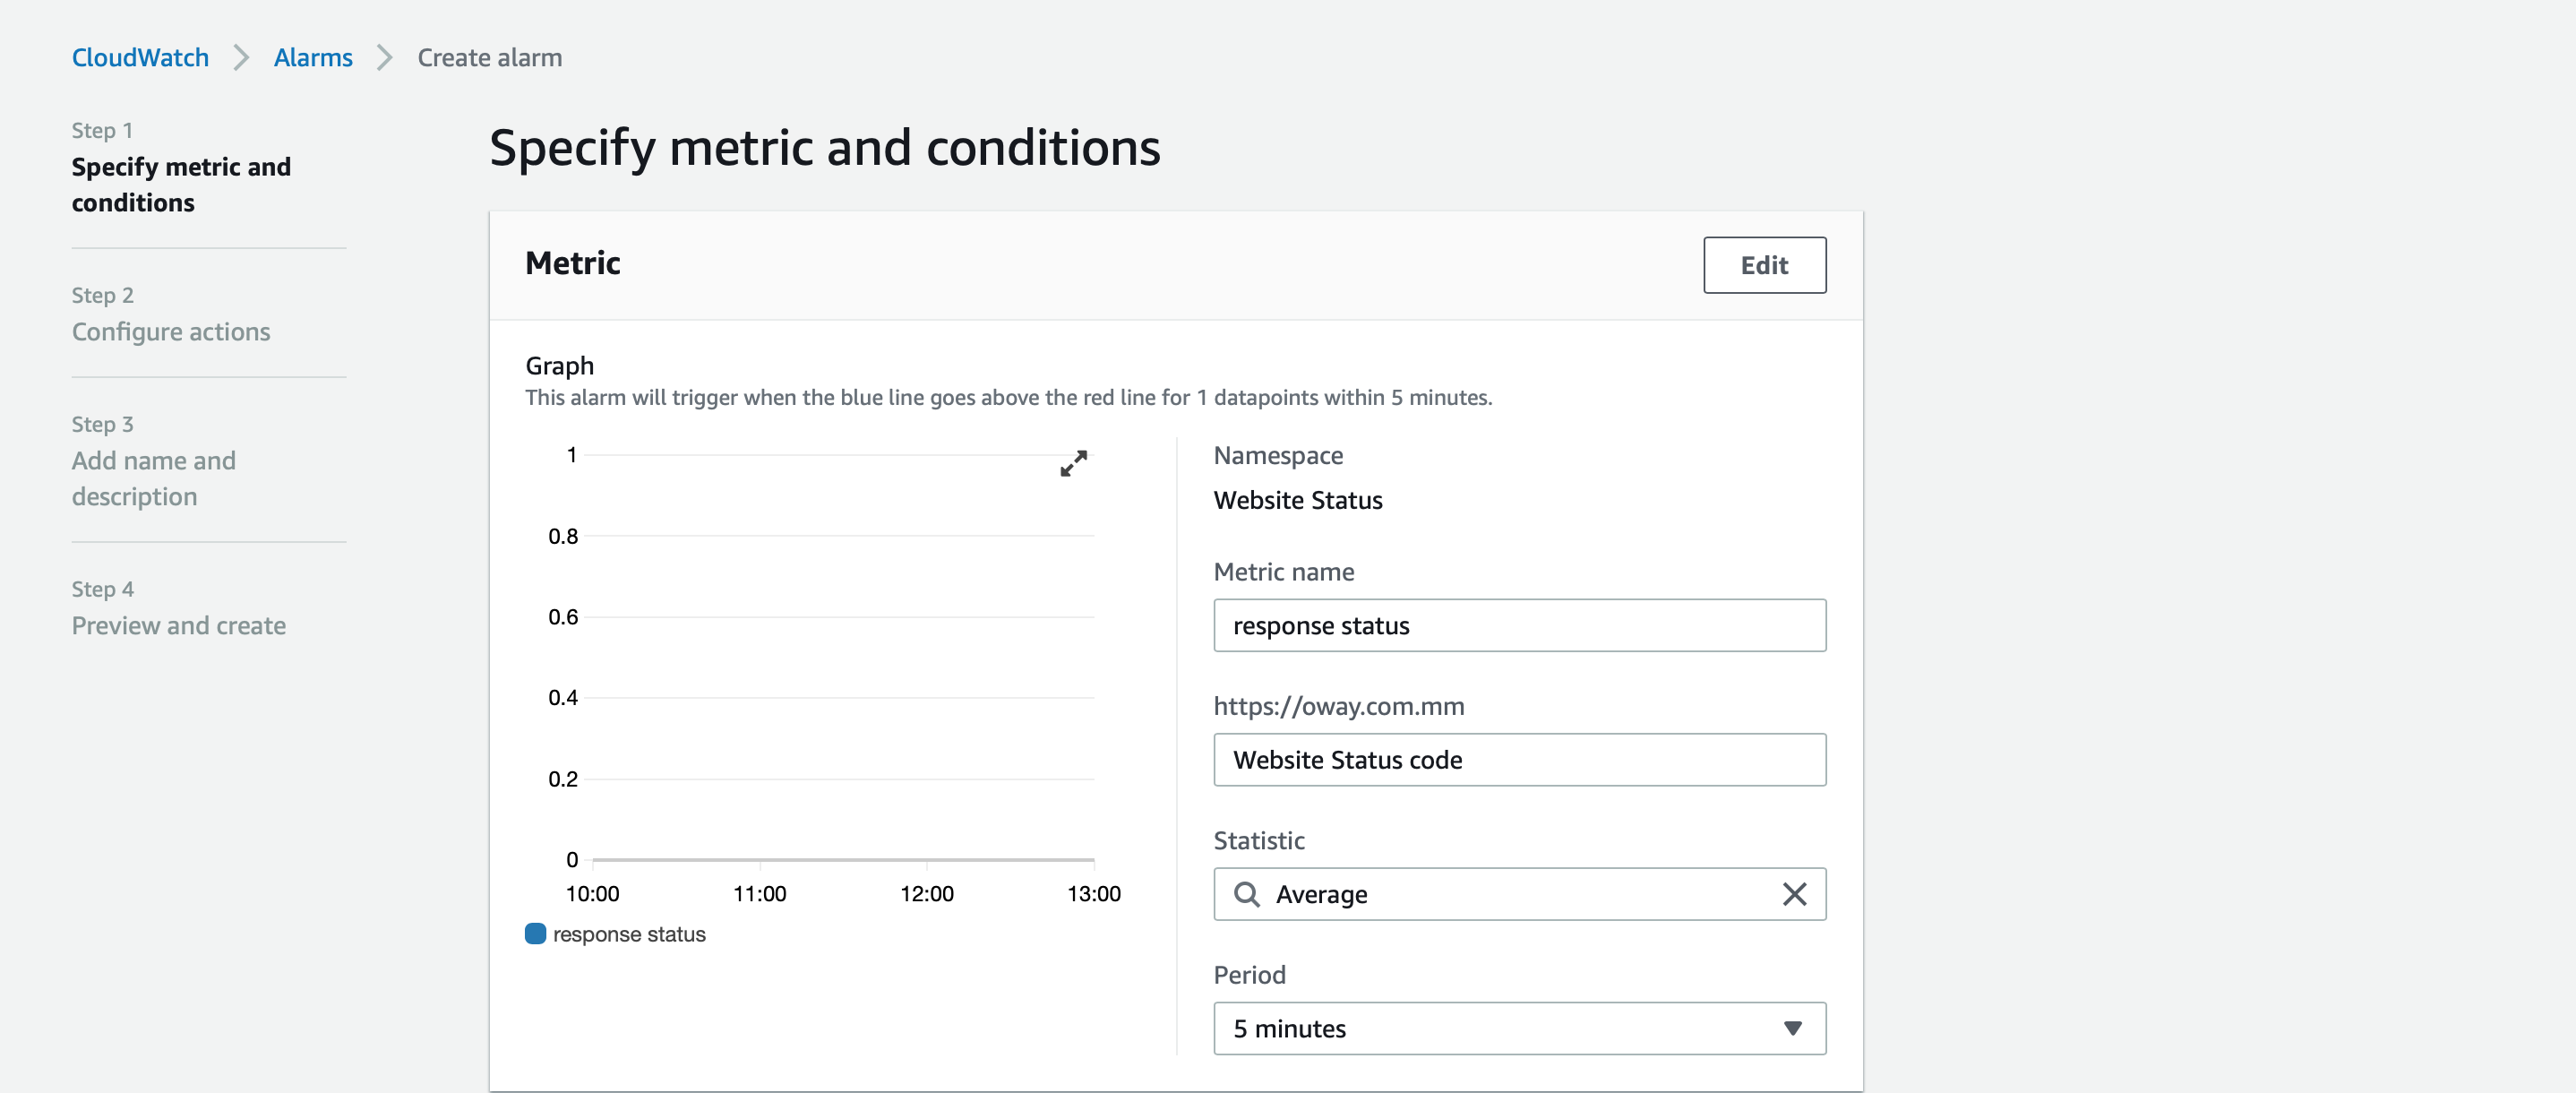 CloudWatch > Alarms > Create alarm
Step 1
Specify metric and
conditions
Step 2
Configure actions
Step 3
Add name and
description
Step 4
Preview and create
Specify metric and conditions
Metric
Edit
Graph
This alarm will trigger when the blue line goes above the red line for 1 datapoints within 5 minutes.
1
0.8
0.6
0.4
0.2
0
10:00 11:00 12:00 13:00
response status
Namespace
Website Status
Metric name
response status
https://oway.com.mm
Website Status code
Statistic
Average
Period
5 minutes